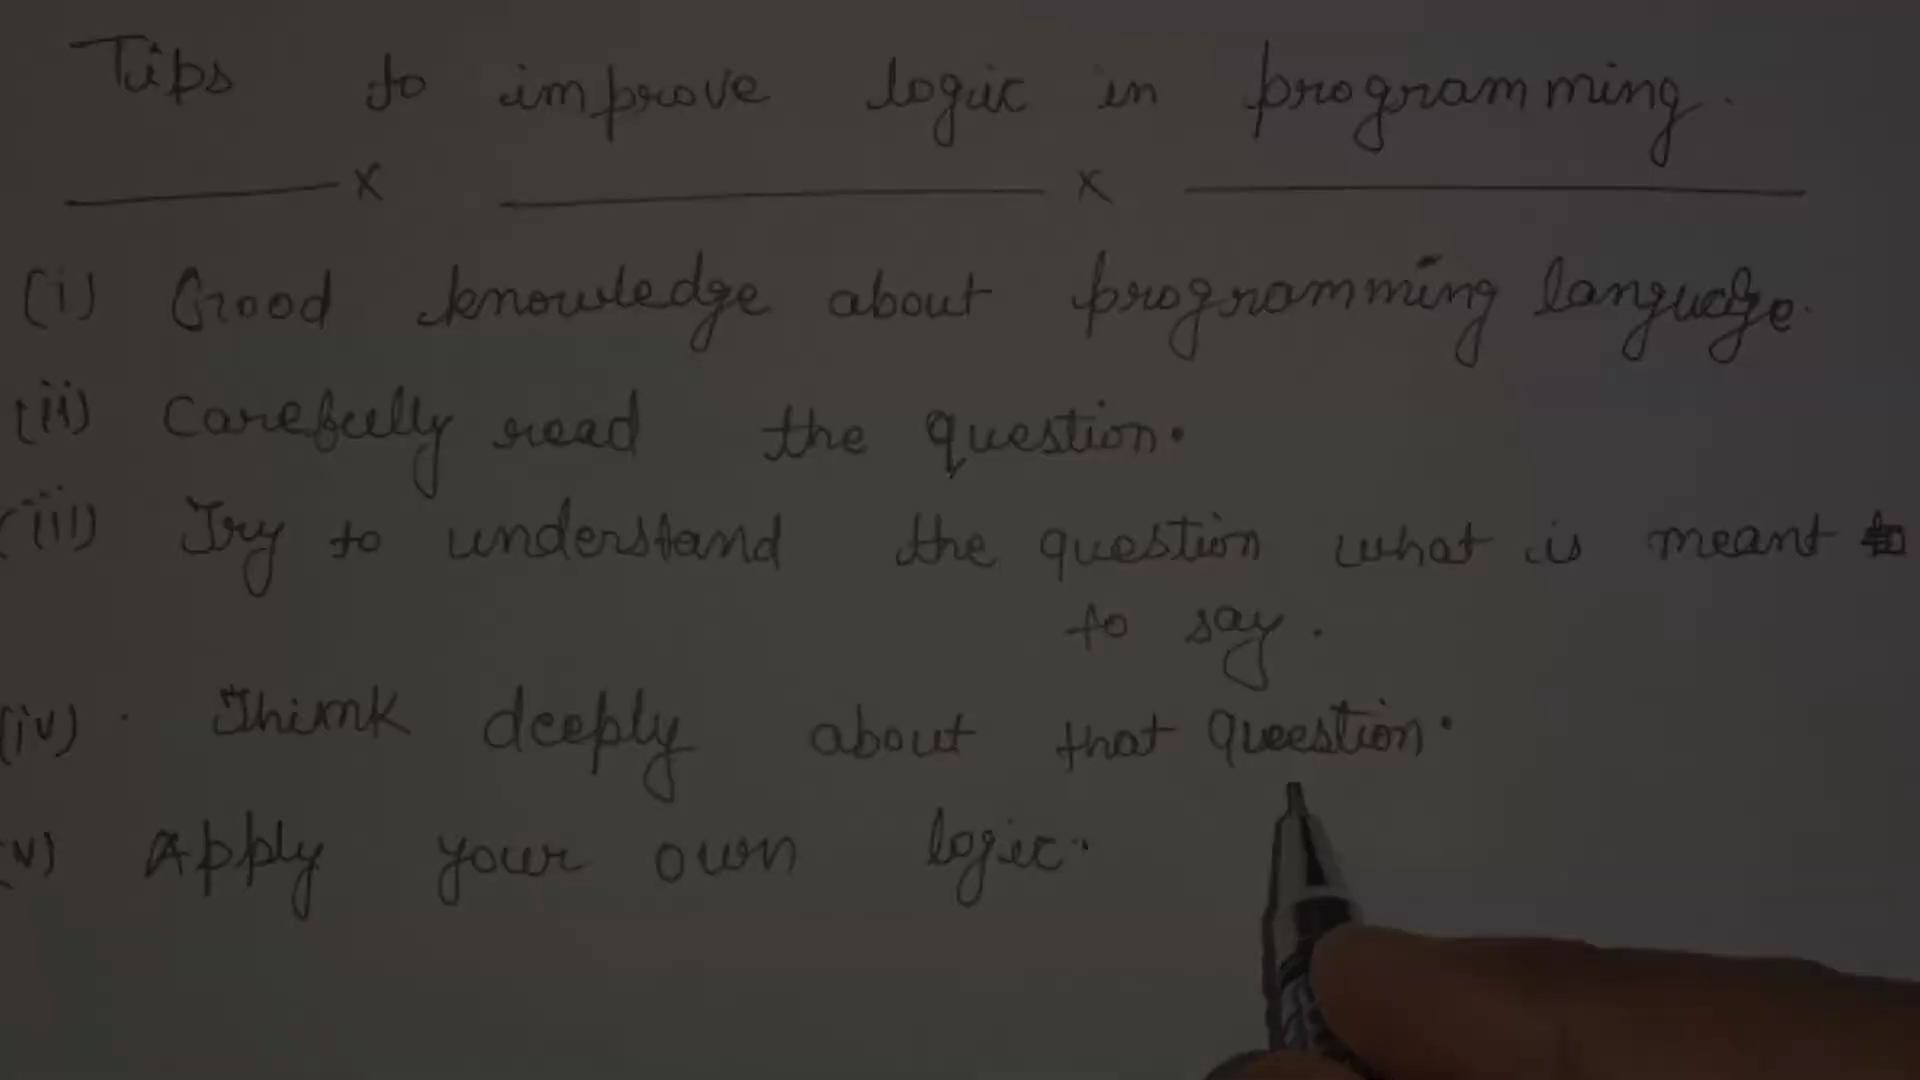 Tips to improve logic in programming.
x x
(i) Good knowledge about programming language.
(ii) Carefully read the question.
(iii) Try to understand the question what is meant
to say.
(iv) Think deeply about that question.
(v) Apply your own logic.